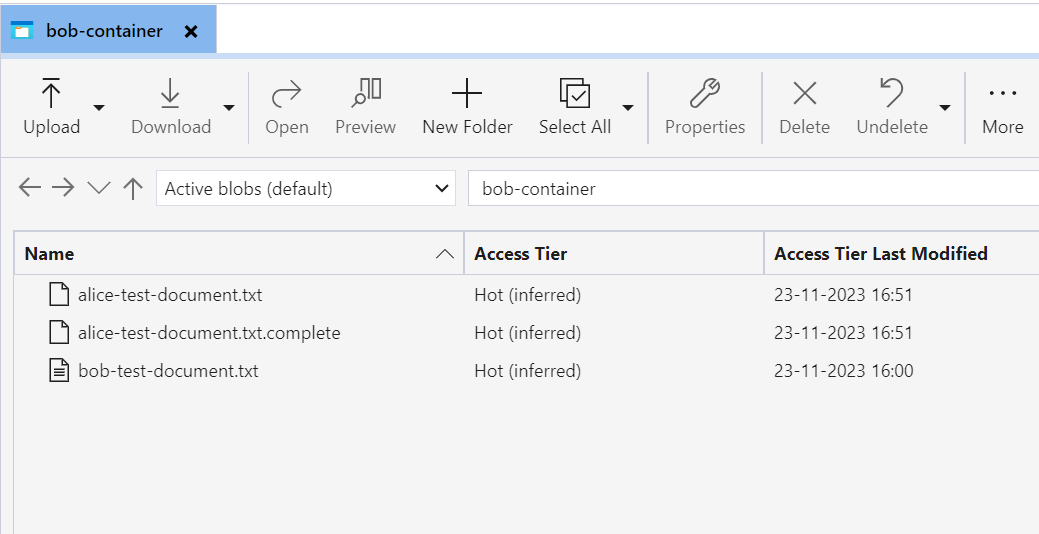 bob-container
Upload Download Open Preview New Folder Select All Properties Delete Undelete More
Active blobs (default) bob-container
Name Access Tier Access Tier Last Modified
alice-test-document.txt Hot (inferred) 23-11-2023 16:51
alice-test-document.txt.complete Hot (inferred) 23-11-2023 16:51
bob-test-document.txt Hot (inferred) 23-11-2023 16:00